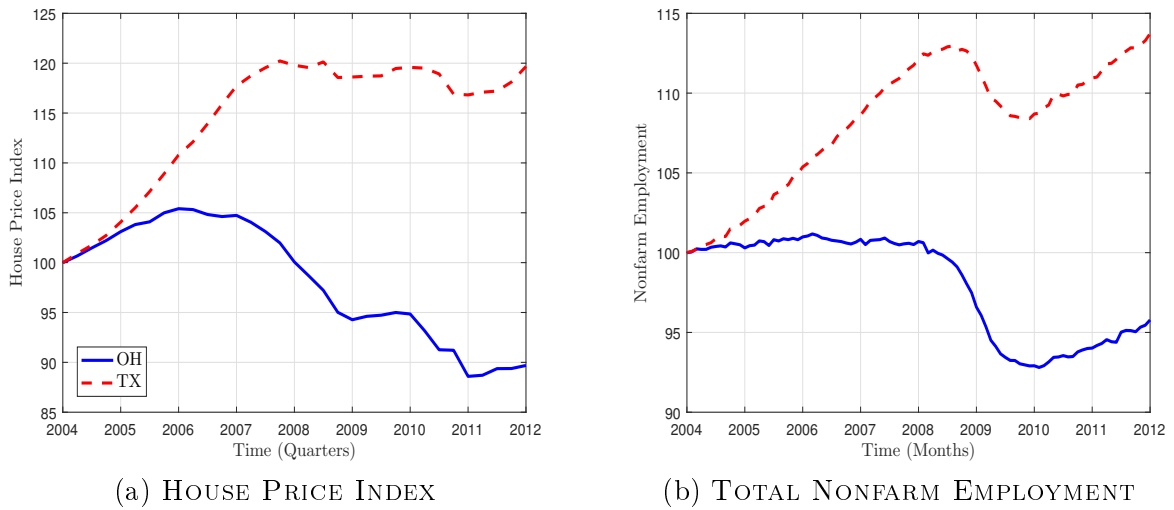 125
120
115
110
105
100
95
90
85
House Price Index
OH
TX
2004 2005 2006 2007 2008 2009 2010 2011 2012
Time (Quarters)
(a) House Price Index
115
110
105
100
95
90
Nonfarm Employment
2004 2005 2006 2007 2008 2009 2010 2011 2012
Time (Months)
(b) Total Nonfarm Employment